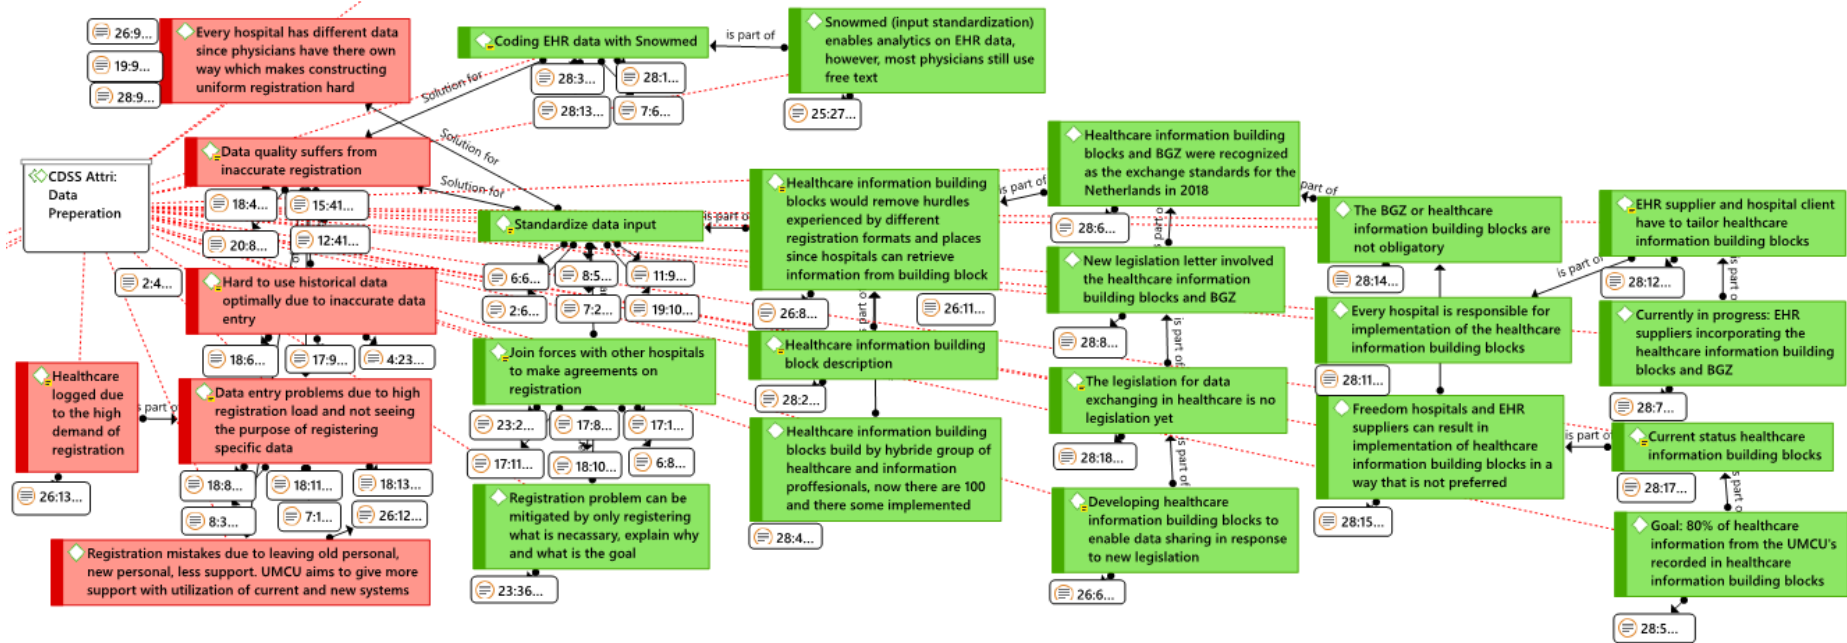 26:9...
19:9...
28:9...
Every hospital has different data
since physicians have there own
way which makes constructing
uniform registration hard
Coding EHR data with Snowmed
is part of
Snowmed (input standardization)
enables analytics on EHR data,
however, most physicians still use
free text
28:3...
28:1...
28:13...
7:6...
25:27...
Solution for
Solution for
Solution for
CDSS Attri:
Data
Preperation
Data quality suffers from
inaccurate registration
18:4...
15:41...
20:8...
12:41...
2:4...
Hard to use historical data
optimally due to inaccurate data
entry
18:6...
17:9...
4:23...
Healthcare
logged due
to the high
demand of
registration
is part of
26:13...
Data entry problems due to high
registration load and not seeing
the purpose of registering
specific data
18:8...
18:11...
18:13...
8:3...
7:1...
26:12...
Registration mistakes due to leaving old personal,
new personal, less support. UMCU aims to give more
support with utilization of current and new systems
Standardize data input
is part of
6:6...
8:5...
11:9...
2:6...
7:2...
19:10...
Join forces with other hospitals
to make agreements on
registration
23:2...
17:8...
17:1...
17:11...
18:10...
6:8...
Registration problem can be
mitigated by only registering
what is necassary, explain why
and what is the goal
23:36...
Healthcare information building
blocks would remove hurdles
experienced by different
registration formats and places
since hospitals can retrieve
information from building block
is part of
26:8...
is part of
26:11...
Healthcare information building
block description
28:2...
Healthcare information building
blocks build by hybride group of
healthcare and information
proffesionals, now there are 100
and there some implemented
28:4...
Healthcare information building
blocks and BGZ were recognized
as the exchange standards for the
Netherlands in 2018
28:6...
is part of
part of
New legislation letter involved
the healthcare information
building blocks and BGZ
28:8...
is part of
The legislation for data
exchanging in healthcare is no
legislation yet
28:18...
is part of
Developing healthcare
information building blocks to
enable data sharing in response
to new legislation
26:6...
The BGZ or healthcare
information building blocks are
not obligatory
28:14...
is part of
Every hospital is responsible for
implementation of the healthcare
information building blocks
28:11...
Freedom hospitals and EHR
suppliers can result in
implementation of healthcare
information building blocks in a
way that is not preferred
28:15...
is part of
EHR supplier and hospital client
have to tailor healthcare
information building blocks
28:12...
is part of
Currently in progress: EHR
suppliers incorporating the
healthcare information building
blocks and BGZ
28:7...
Current status healthcare
information building blocks
28:17...
is part of
Goal: 80% of healthcare
information from the UMCU's
recorded in healthcare
information building blocks
28:5...